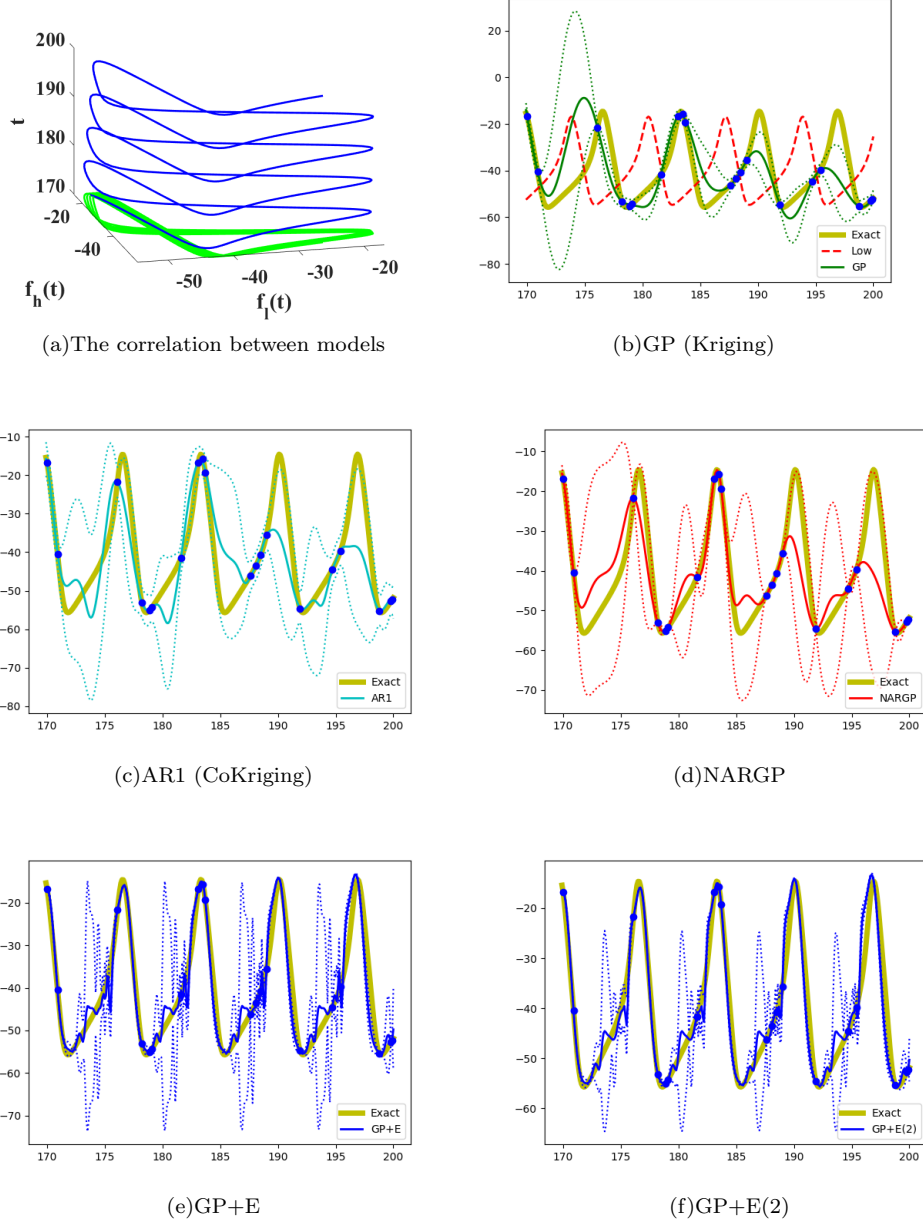 200
190
t
180
170
-20
-40
f_h(t)
-50
-40
-30
-20
f_l(t)
(a)The correlation between models
20
0
−20
−40
−60
−80
Exact
Low
GP
170 175 180 185 190 195 200
(b)GP (Kriging)
−10
−20
−30
−40
−50
−60
−70
−80
Exact
AR1
170 175 180 185 190 195 200
(c)AR1 (CoKriging)
−10
−20
−30
−40
−50
−60
−70
Exact
NARGP
170 175 180 185 190 195 200
(d)NARGP
−20
−30
−40
−50
−60
−70
Exact
GP+E
170 175 180 185 190 195 200
(e)GP+E
−20
−30
−40
−50
−60
Exact
GP+E(2)
170 175 180 185 190 195 200
(f)GP+E(2)